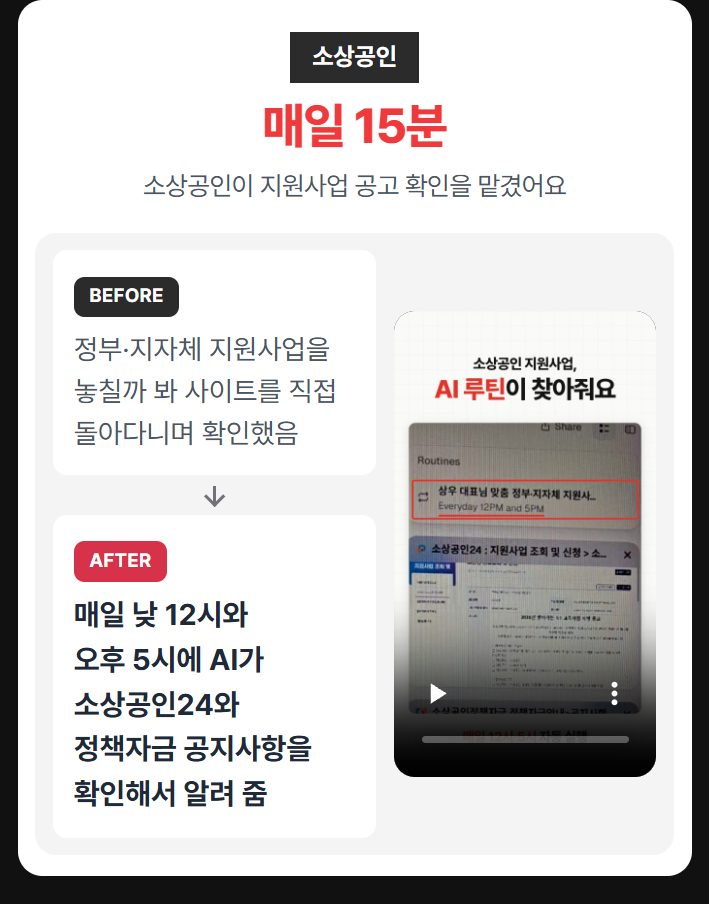 소상공인
매일 15분
소상공인이 지원사업 공고 확인을 맡겼어요
BEFORE
정부·지자체 지원사업을
놓칠까 봐 사이트를 직접
돌아다니며 확인했음
AFTER
매일 낮 12시와
오후 5시에 AI가
소상공인24와
정책자금 공지사항을
확인해서 알려 줌
소상공인 지원사업,
AI 루틴이 찾아줘요
Share
Routines
상우 대표님 맞춤 정부·지자체 지원사...
Everyday 12PM and 5PM
소상공인24 : 지원사업 조회 및 신청 > 소...